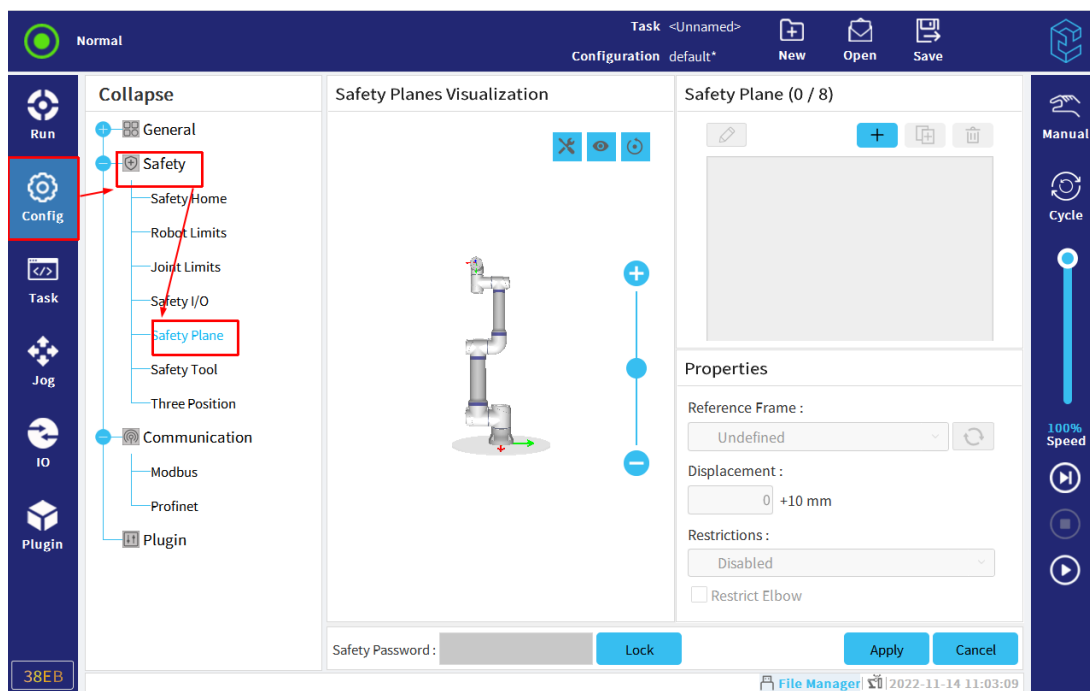 Normal
Task <Unnamed>
Configuration default*
New
Open
Save
Run
Config
Task
Jog
IO
Plugin
38EB
Collapse
General
Safety
Safety Home
Robot Limits
Joint Limits
Safety I/O
Safety Plane
Safety Tool
Three Position
Communication
Modbus
Profinet
Plugin
Safety Planes Visualization
Safety Plane (0 / 8)
Properties
Reference Frame :
Undefined
Displacement :
0 +10 mm
Restrictions :
Disabled
Restrict Elbow
Safety Password :
Lock
Apply
Cancel
File Manager
2022-11-14 11:03:09
Manual
Cycle
100%
Speed